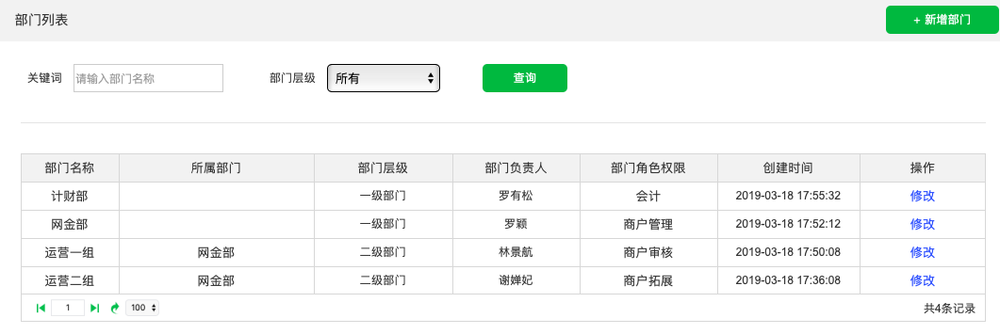 部门列表
+ 新增部门
关键词 请输入部门名称 部门层级 所有 查询
部门名称 所属部门 部门层级 部门负责人 部门角色权限 创建时间 操作
计财部 一级部门 罗有松 会计 2019-03-18 17:55:32 修改
网金部 一级部门 罗颖 商户管理 2019-03-18 17:52:12 修改
运营一组 网金部 二级部门 林景航 商户审核 2019-03-18 17:50:08 修改
运营二组 网金部 二级部门 谢婵妃 商户拓展 2019-03-18 17:36:08 修改
1 100 共4条记录